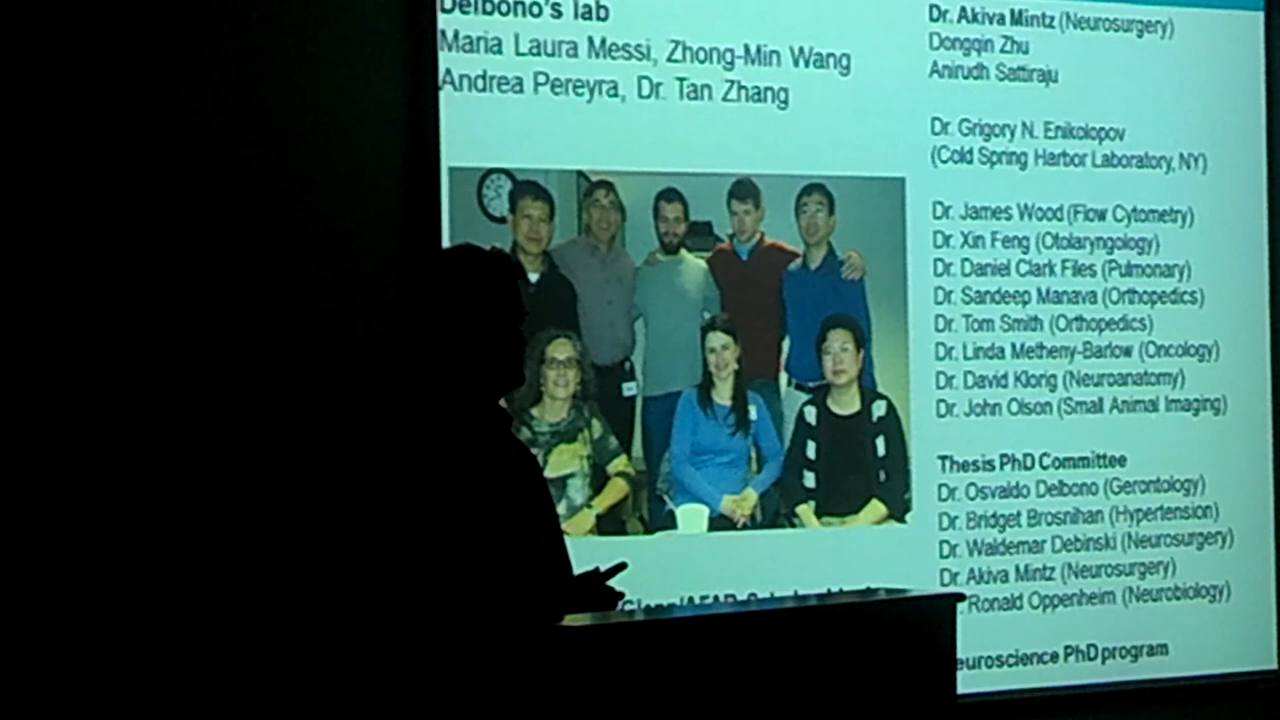 Delbono's lab
Maria Laura Messi, Zhong-Min Wang
Andrea Pereyra, Dr. Tan Zhang
Dr. Akiva Mintz (Neurosurgery)
Dongqin Zhu
Anirudh Sattiraju
Dr. Grigory N. Enikolopov
(Cold Spring Harbor Laboratory, NY)
Dr. James Wood (Flow Cytometry)
Dr. Xin Feng (Otolaryngology)
Dr. Daniel Clark Files (Pulmonary)
Dr. Sandeep Manava (Orthopedics)
Dr. Tom Smith (Orthopedics)
Dr. Linda Metheny-Barlow (Oncology)
Dr. David Klorig (Neuroanatomy)
Dr. John Olson (Small Animal Imaging)
Thesis PhD Committee
Dr. Osvaldo Delbono (Gerontology)
Dr. Bridget Brosnihan (Hypertension)
Dr. Waldemar Debinski (Neurosurgery)
Dr. Akiva Mintz (Neurosurgery)
. Ronald Oppenheim (Neurobiology)
euroscience PhD program